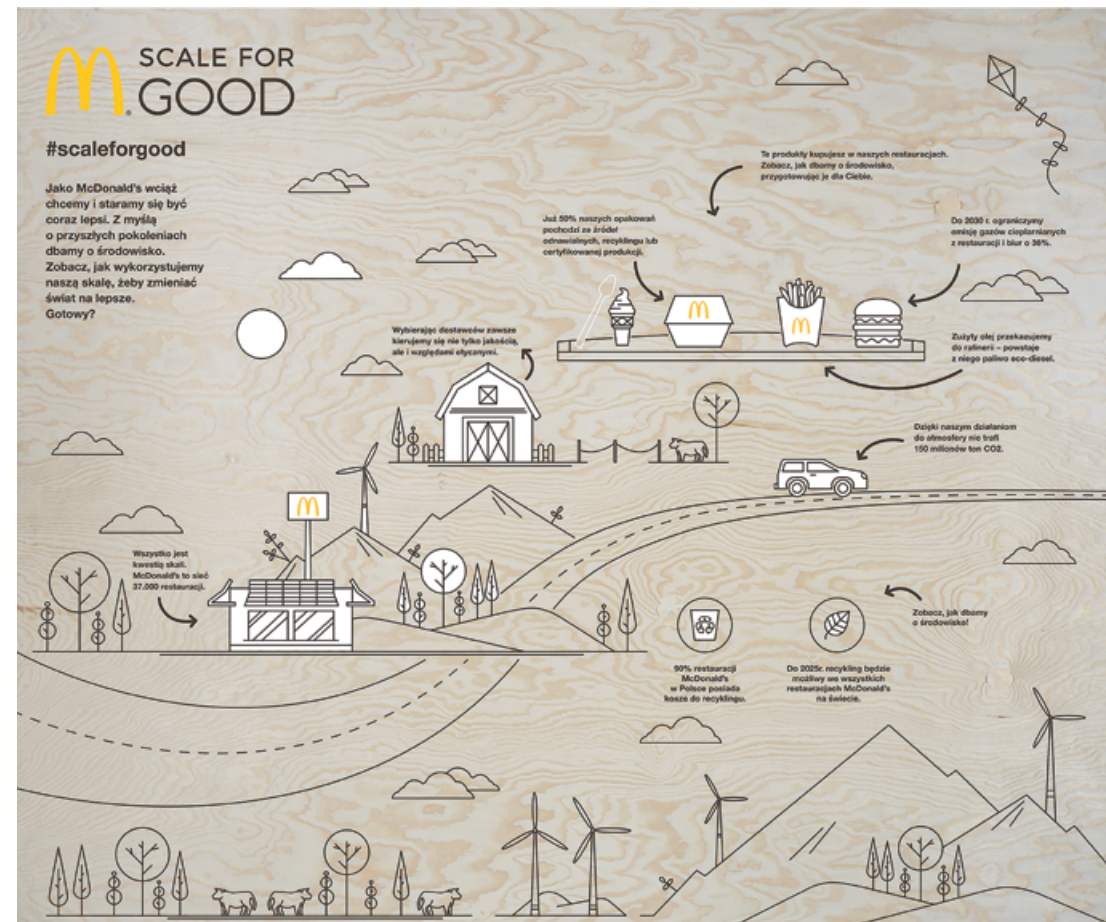 SCALE FOR
GOOD
#scaleforgood
Jako McDonald's wciąż
chcemy i staramy się być
coraz lepsi. Z myślą
o przyszłych pokoleniach
dbamy o środowisko.
Zobacz, jak wykorzystujemy
naszą skalę, żeby zmieniać
świat na lepsze.
Gotowy?
Te produkty kupujesz w naszych restauracjach.
Zobacz, jak dbamy o środowisko,
przygotowując je dla Ciebie.
Już 50% naszych opakowań
pochodzi ze źródeł
odnawialnych, recyklingu lub
certyfikowanej produkcji.
Do 2030 r. ograniczymy
emisję gazów cieplarnianych
z restauracji i biur o 36%.
Wybierając dostawców zawsze
kierujemy się nie tylko jakością,
ale i względami etycznymi.
Zużyty olej przekazujemy
do rafinerii – powstaje
z niego paliwo eco-diesel.
Dzięki naszym działaniom
do atmosfery nie trafi
150 milionów ton CO2.
Wszystko jest
kwestią skali.
McDonald's to sieć
37.000 restauracji.
Zobacz, jak dbamy
o środowisko!
90% restauracji
McDonald's
w Polsce posiada
kosze do recyklingu.
Do 2025r. recykling będzie
możliwy we wszystkich
restauracjach McDonald's
na świecie.